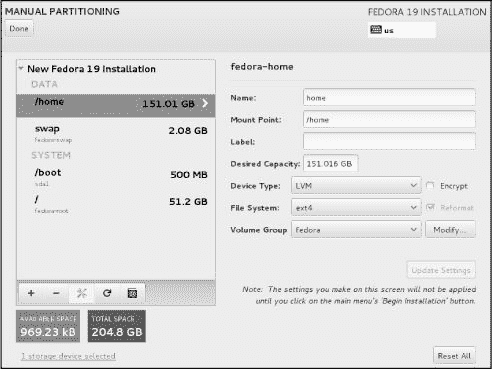 MANUAL PARTITIONING
FEDORA 19 INSTALLATION
Done
us
New Fedora 19 Installation
DATA
/home 151.01 GB
swap 2.08 GB
fedora-swap
SYSTEM
/boot 500 MB
sda1
/ 51.2 GB
fedora-root
AVAILABLE SPACE
969.23 kB
TOTAL SPACE
204.8 GB
1 storage device selected
fedora-home
Name: home
Mount Point: /home
Label:
Desired Capacity: 151.016 GB
Device Type: LVM Encrypt
File System: ext4 Reformat
Volume Group fedora Modify...
Update Settings
Note: The settings you make on this screen will not be applied
until you click on the main menu's 'Begin Installation' button.
Reset All